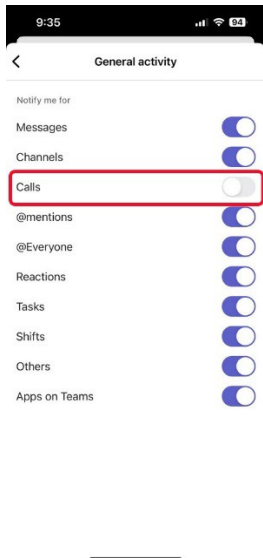 9:35
94
General activity
Notify me for
Messages
Channels
Calls
@mentions
@Everyone
Reactions
Tasks
Shifts
Others
Apps on Teams